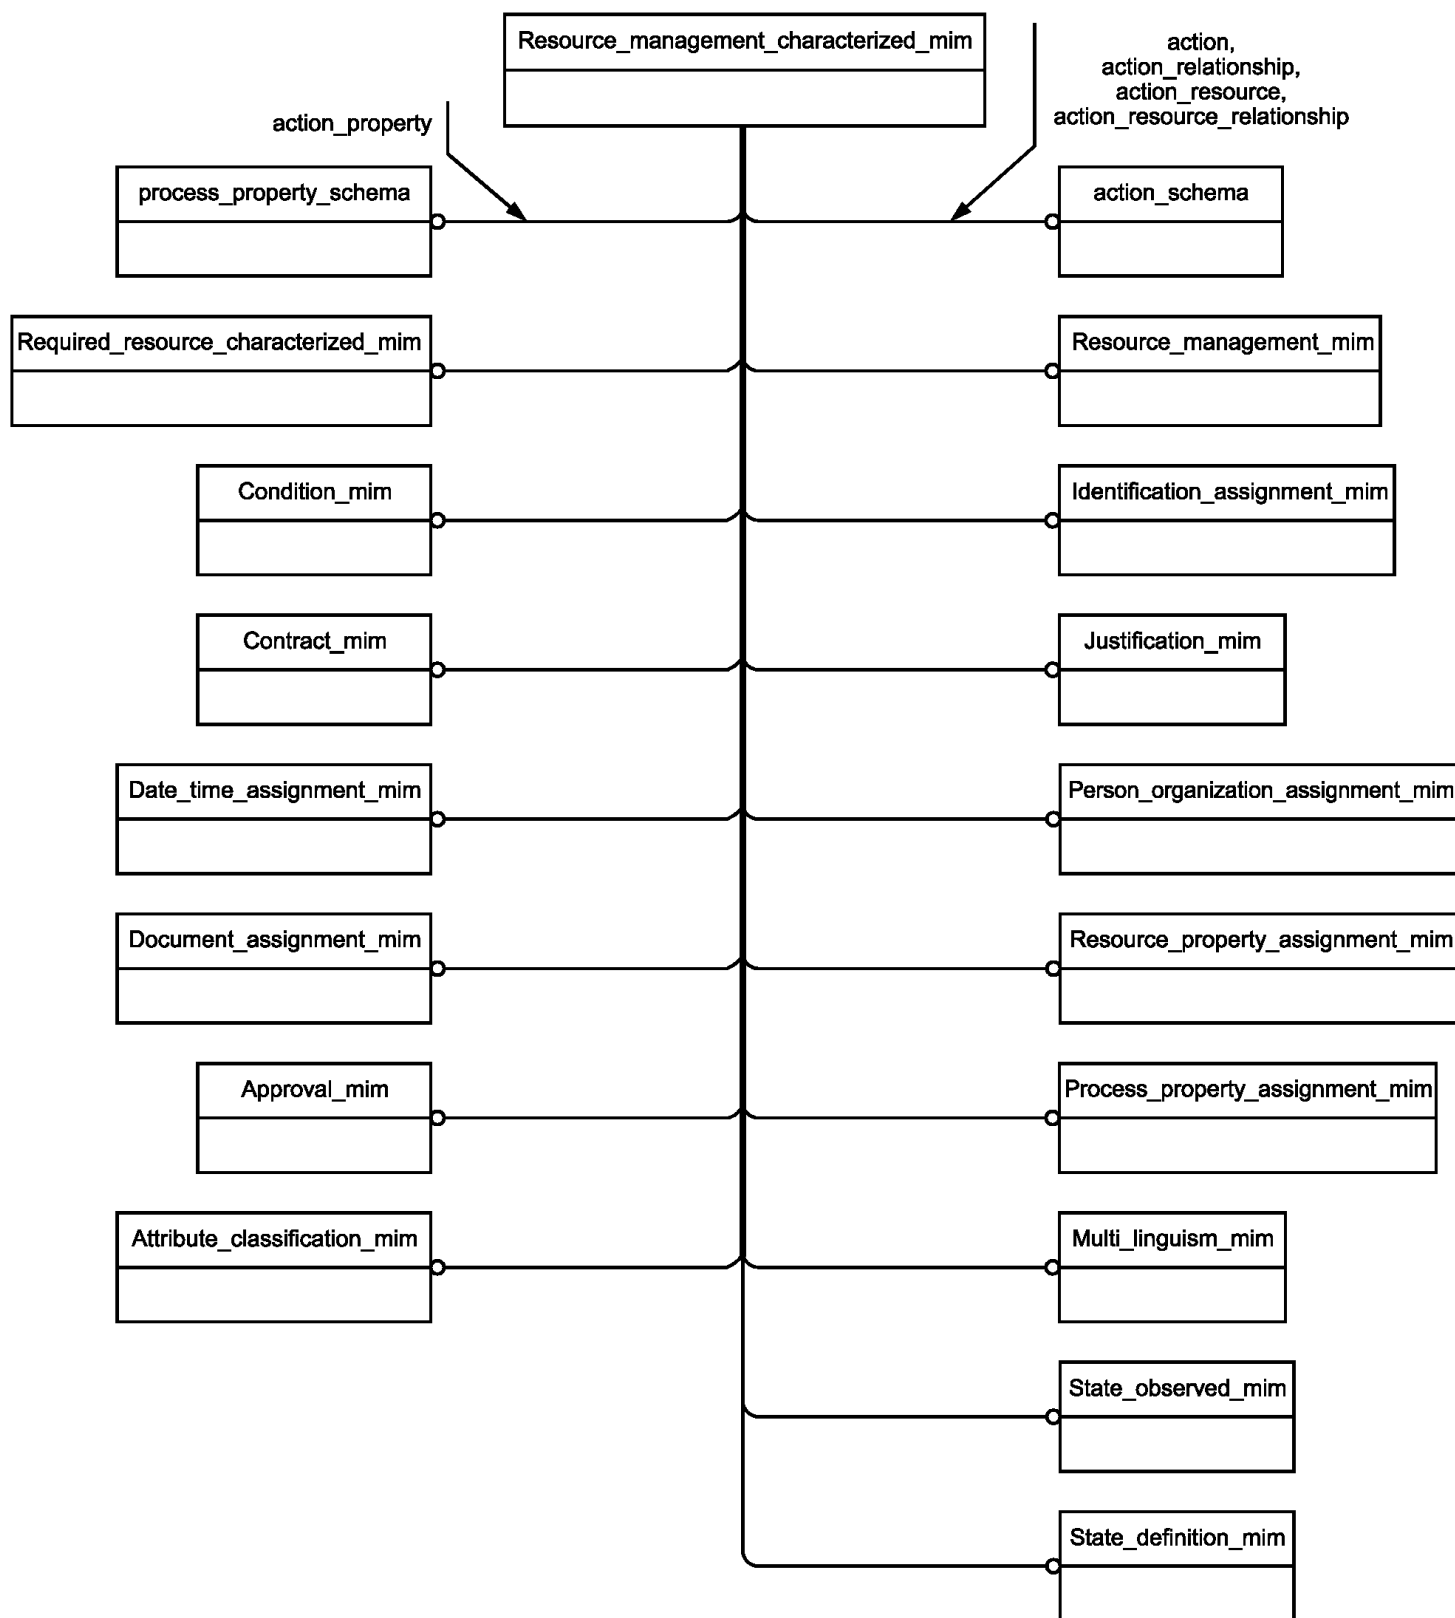 Resource_management_characterized_mim
action,
action_relationship,
action_resource,
action_resource_relationship
action_property
process_property_schema
action_schema
Required_resource_characterized_mim
Resource_management_mim
Condition_mim
Identification_assignment_mim
Contract_mim
Justification_mim
Date_time_assignment_mim
Person_organization_assignment_mim
Document_assignment_mim
Resource_property_assignment_mim
Approval_mim
Process_property_assignment_mim
Attribute_classification_mim
Multi_linguism_mim
State_observed_mim
State_definition_mim